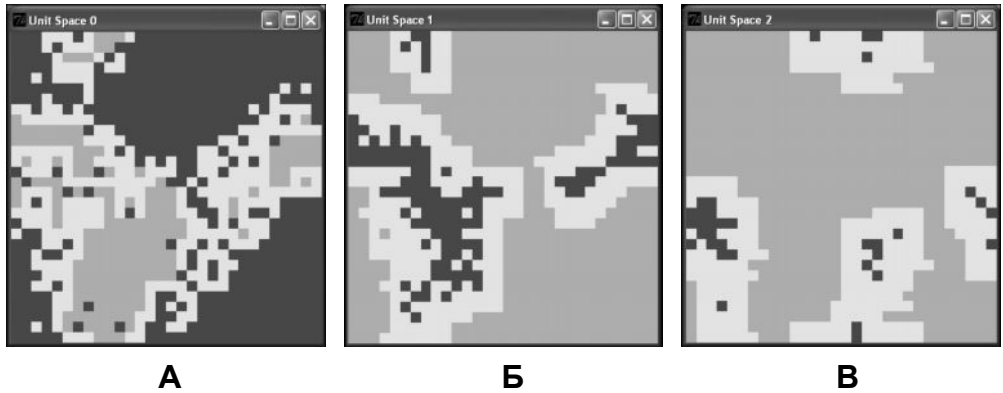 Unit Space 0
Unit Space 1
Unit Space 2
А
Б
В